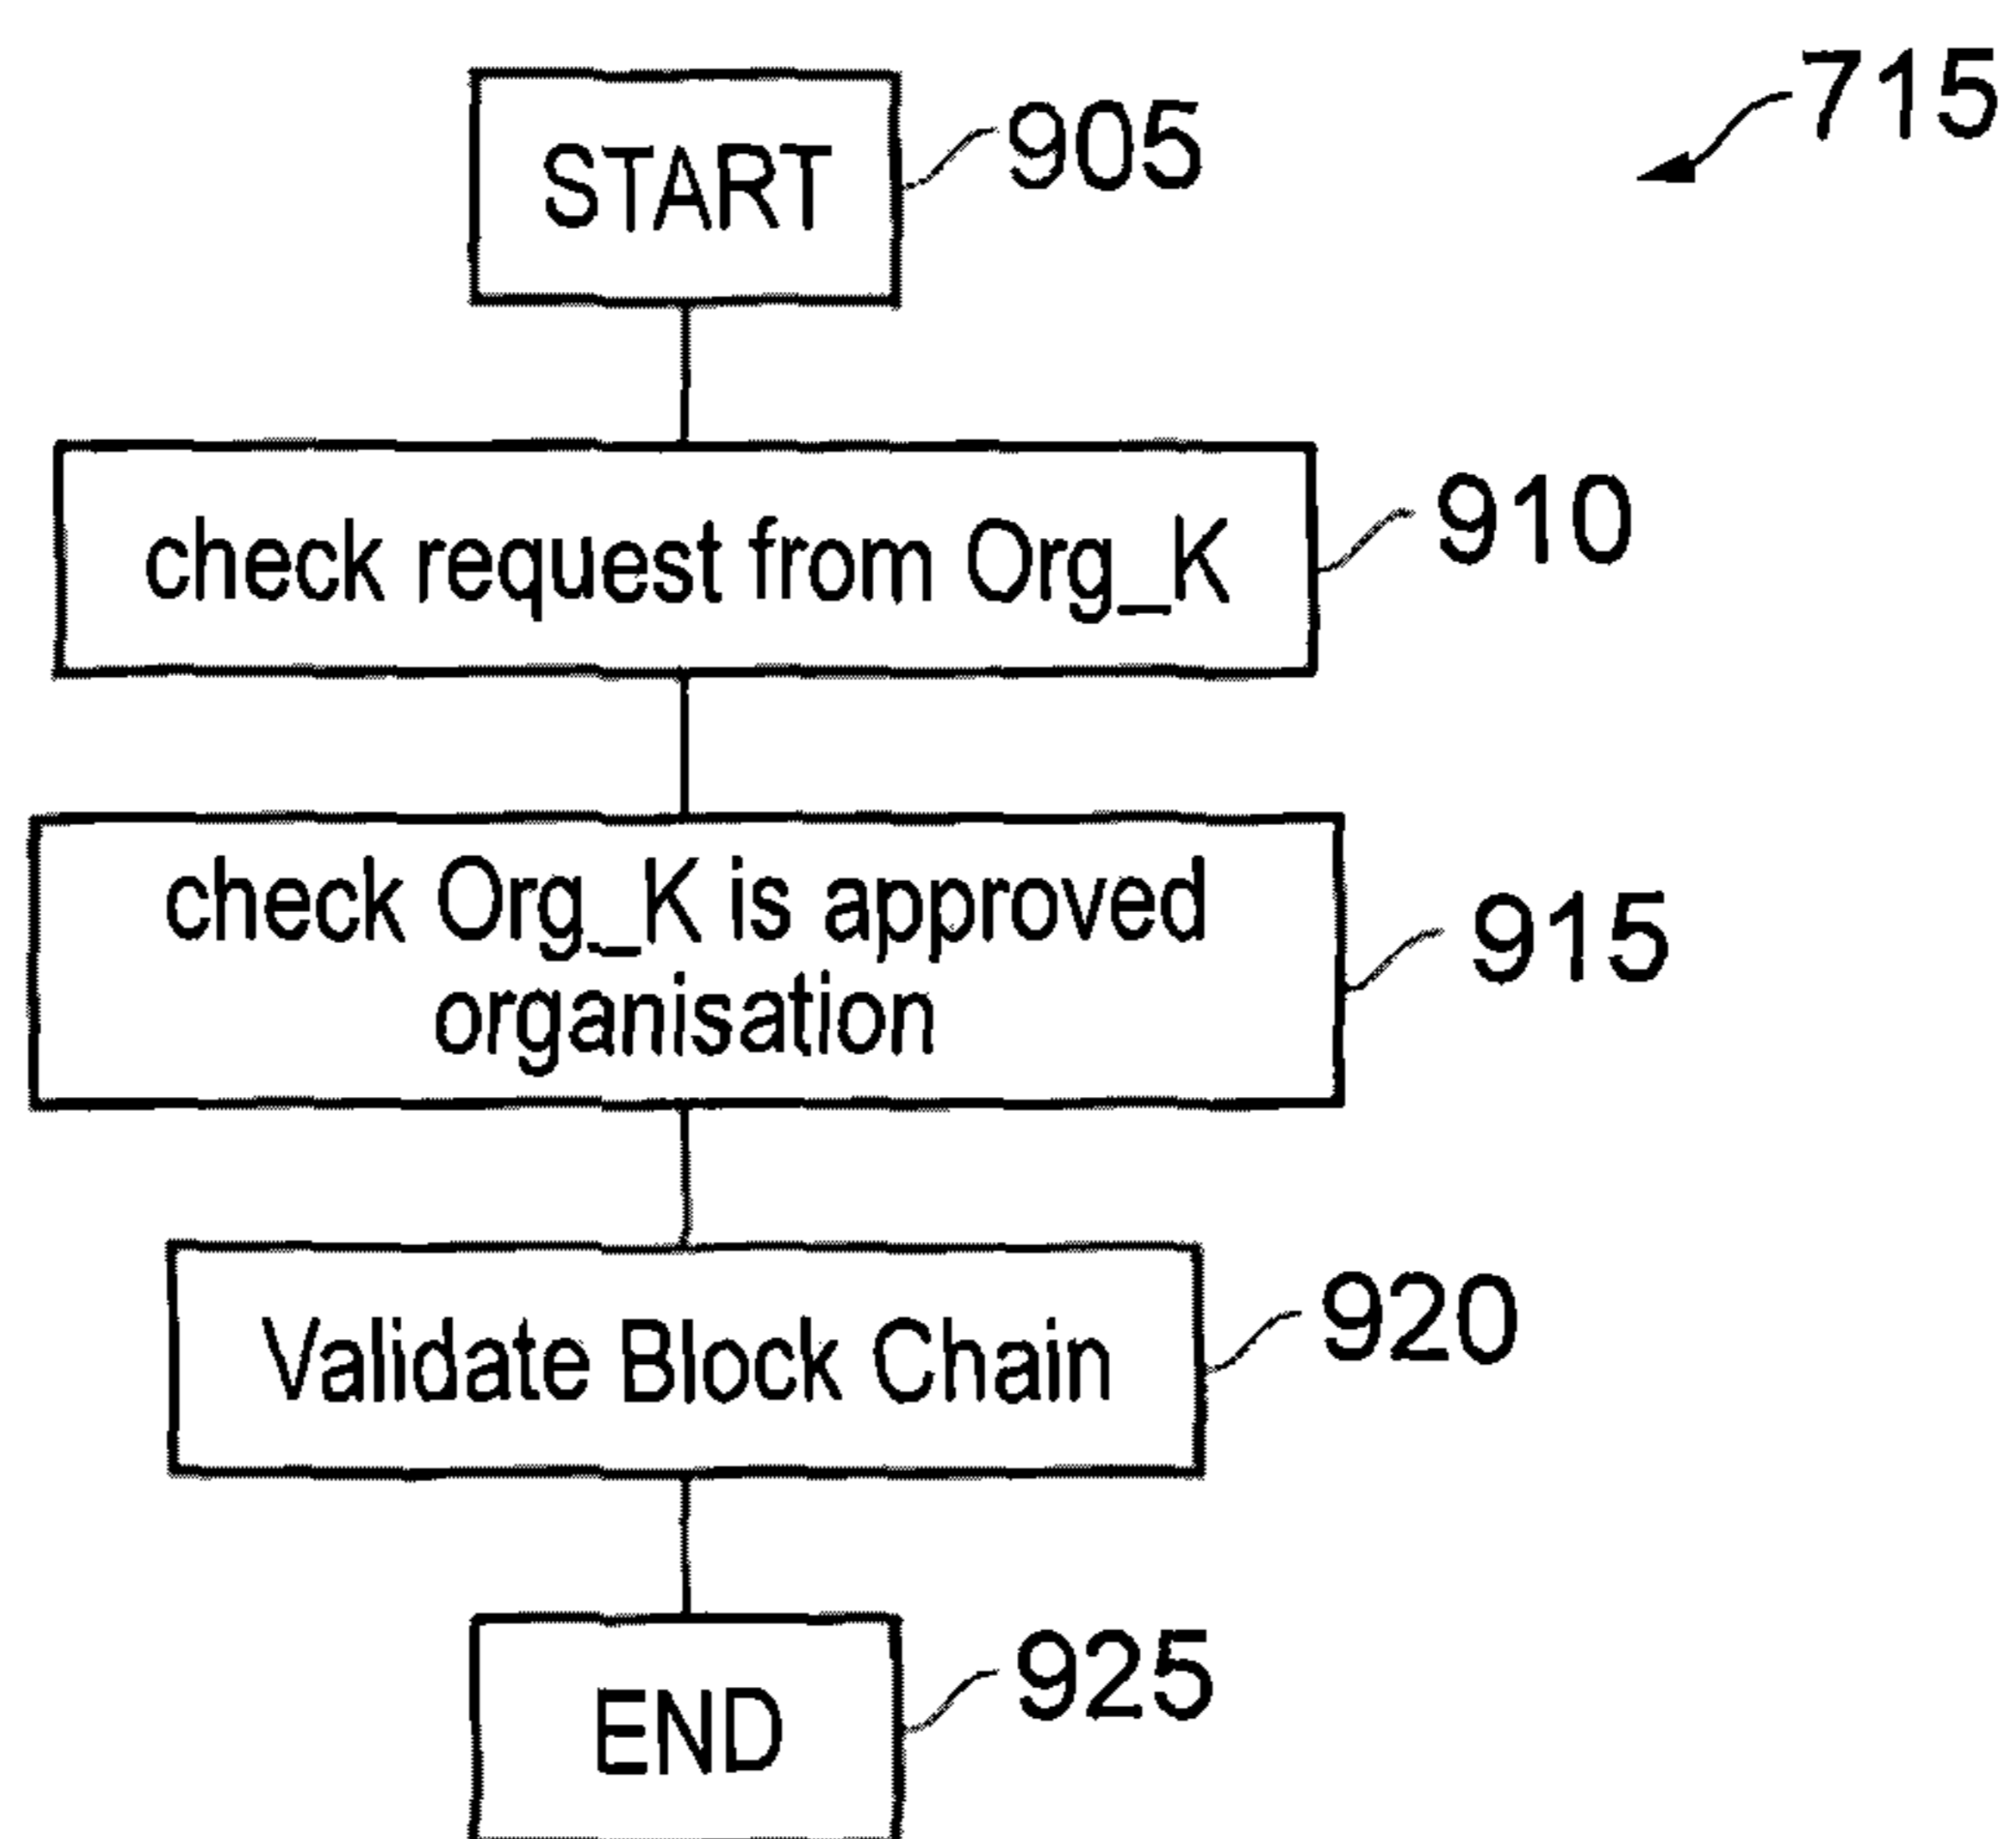 715
START
905
check request from Org_K
910
check Org_K is approved
organisation
915
Validate Block Chain
920
END
925